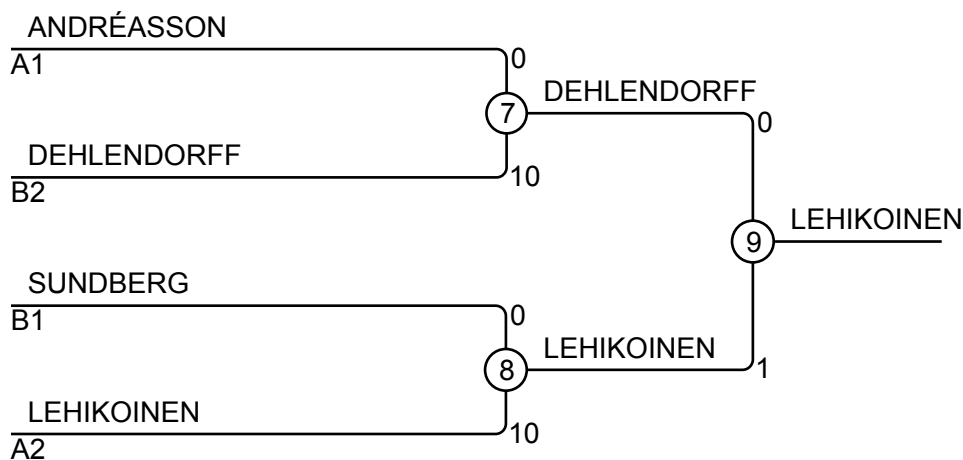 ANDRÉASSON
A1
0
7
DEHLENDORFF
DEHLENDORFF
B2
10
0
9
LEHIKOINEN
SUNDBERG
B1
0
8
LEHIKOINEN
1
LEHIKOINEN
A2
10